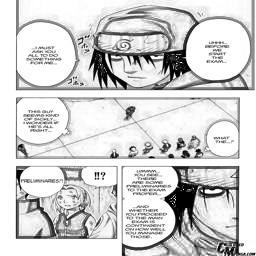 UHH...
BEFORE
WE
START
THE
EXAM...
...I MUST
ASK YOU
ALL TO DO
SOMETHING
FOR ME...
WHAT
THE...?
THIS GUY
SEEMS KIND
OF SICKLY...
I WONDER IF
HE'S ALL
RIGHT...
UMMM...
YOU SEE...
THERE
ARE SOME
PRELIMINARIES
TO THE EXAM
PROPER...
...AND
WHETHER YOU
PROCEED TO
THE MAIN
EXAM IS
CONTINGENT
ON HOW WELL
YOU MANAGE
THOSE.
!!?
PRELIMINARIES?!